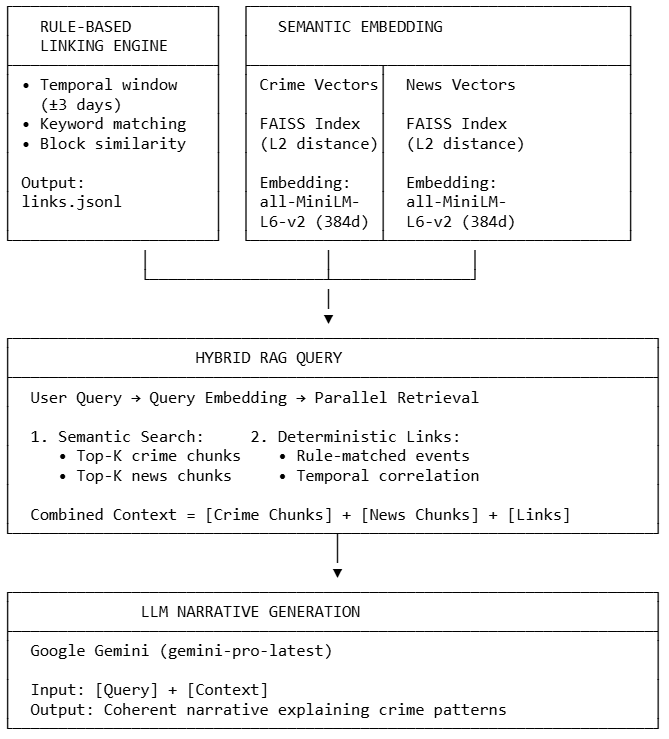 RULE-BASED
LINKING ENGINE
• Temporal window
(±3 days)
• Keyword matching
• Block similarity
Output:
links.jsonl
SEMANTIC EMBEDDING
Crime Vectors
FAISS Index
(L2 distance)
Embedding:
all-MiniLM-
L6-v2 (384d)
News Vectors
FAISS Index
(L2 distance)
Embedding:
all-MiniLM-
L6-v2 (384d)
HYBRID RAG QUERY
User Query → Query Embedding → Parallel Retrieval
1. Semantic Search:
• Top-K crime chunks
• Top-K news chunks
2. Deterministic Links:
• Rule-matched events
• Temporal correlation
Combined Context = [Crime Chunks] + [News Chunks] + [Links]
LLM NARRATIVE GENERATION
Google Gemini (gemini-pro-latest)
Input: [Query] + [Context]
Output: Coherent narrative explaining crime patterns